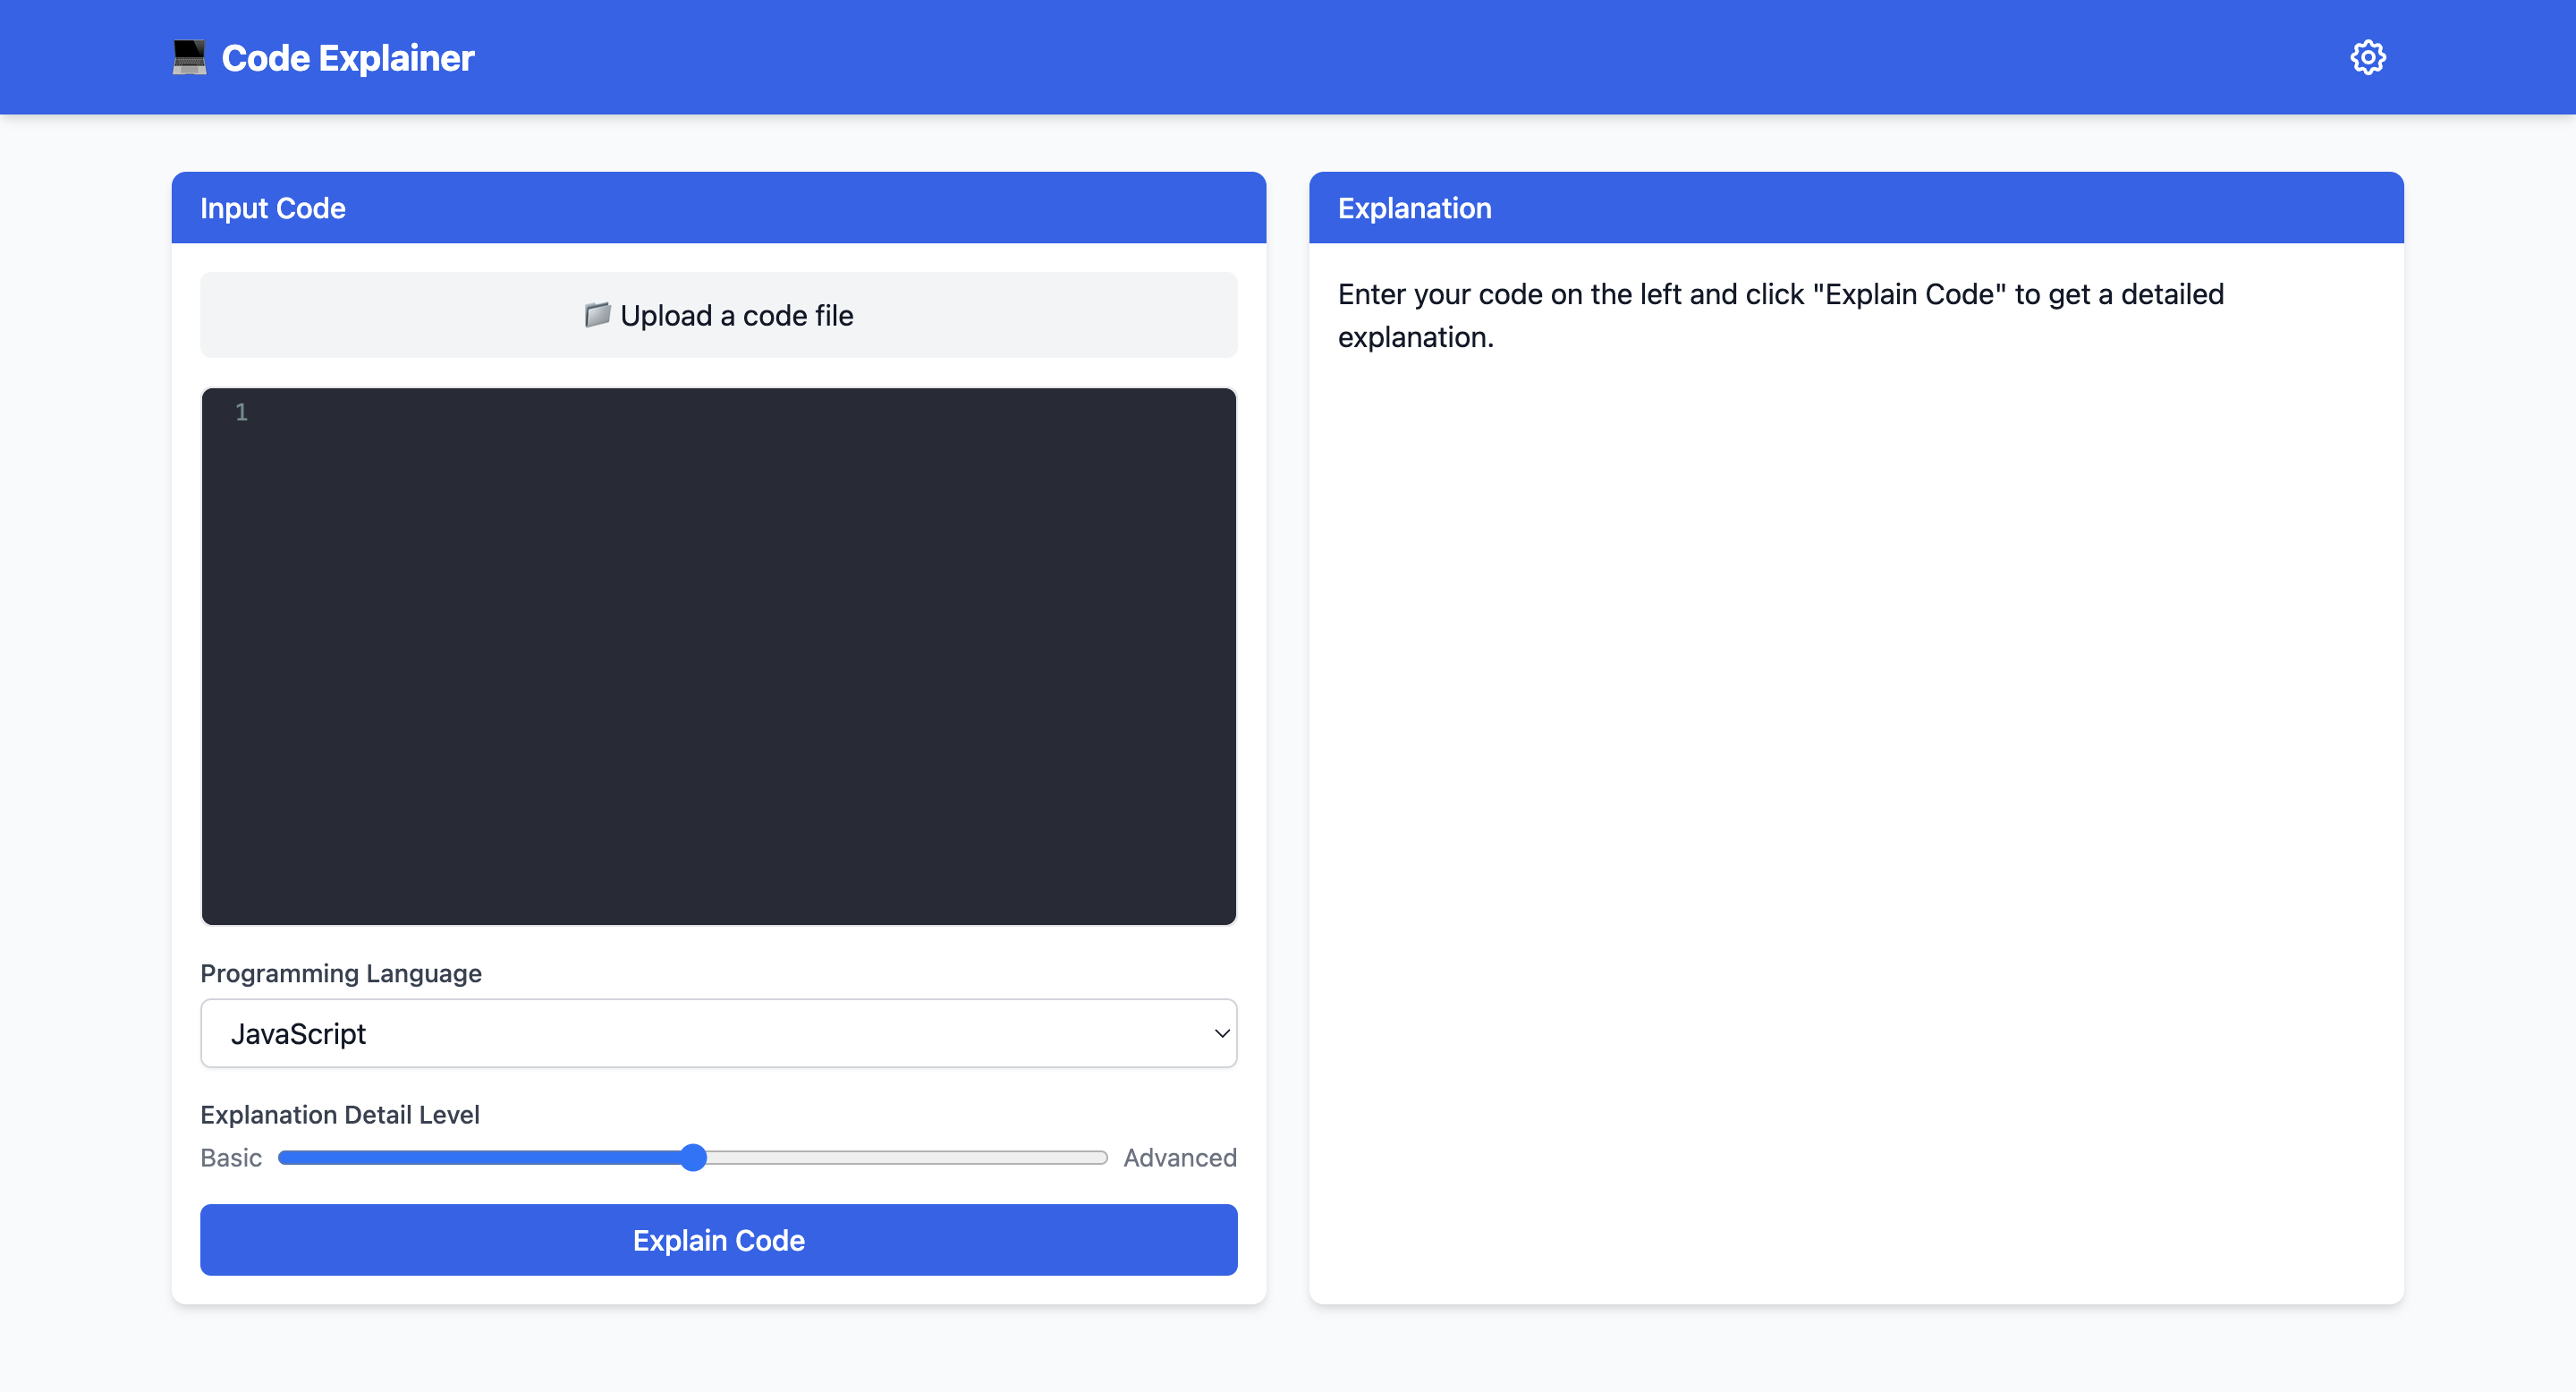 Code Explainer
Input Code
Upload a code file
1
Programming Language
JavaScript
Explanation Detail Level
Basic
Advanced
Explain Code
Explanation
Enter your code on the left and click "Explain Code" to get a detailed
explanation.